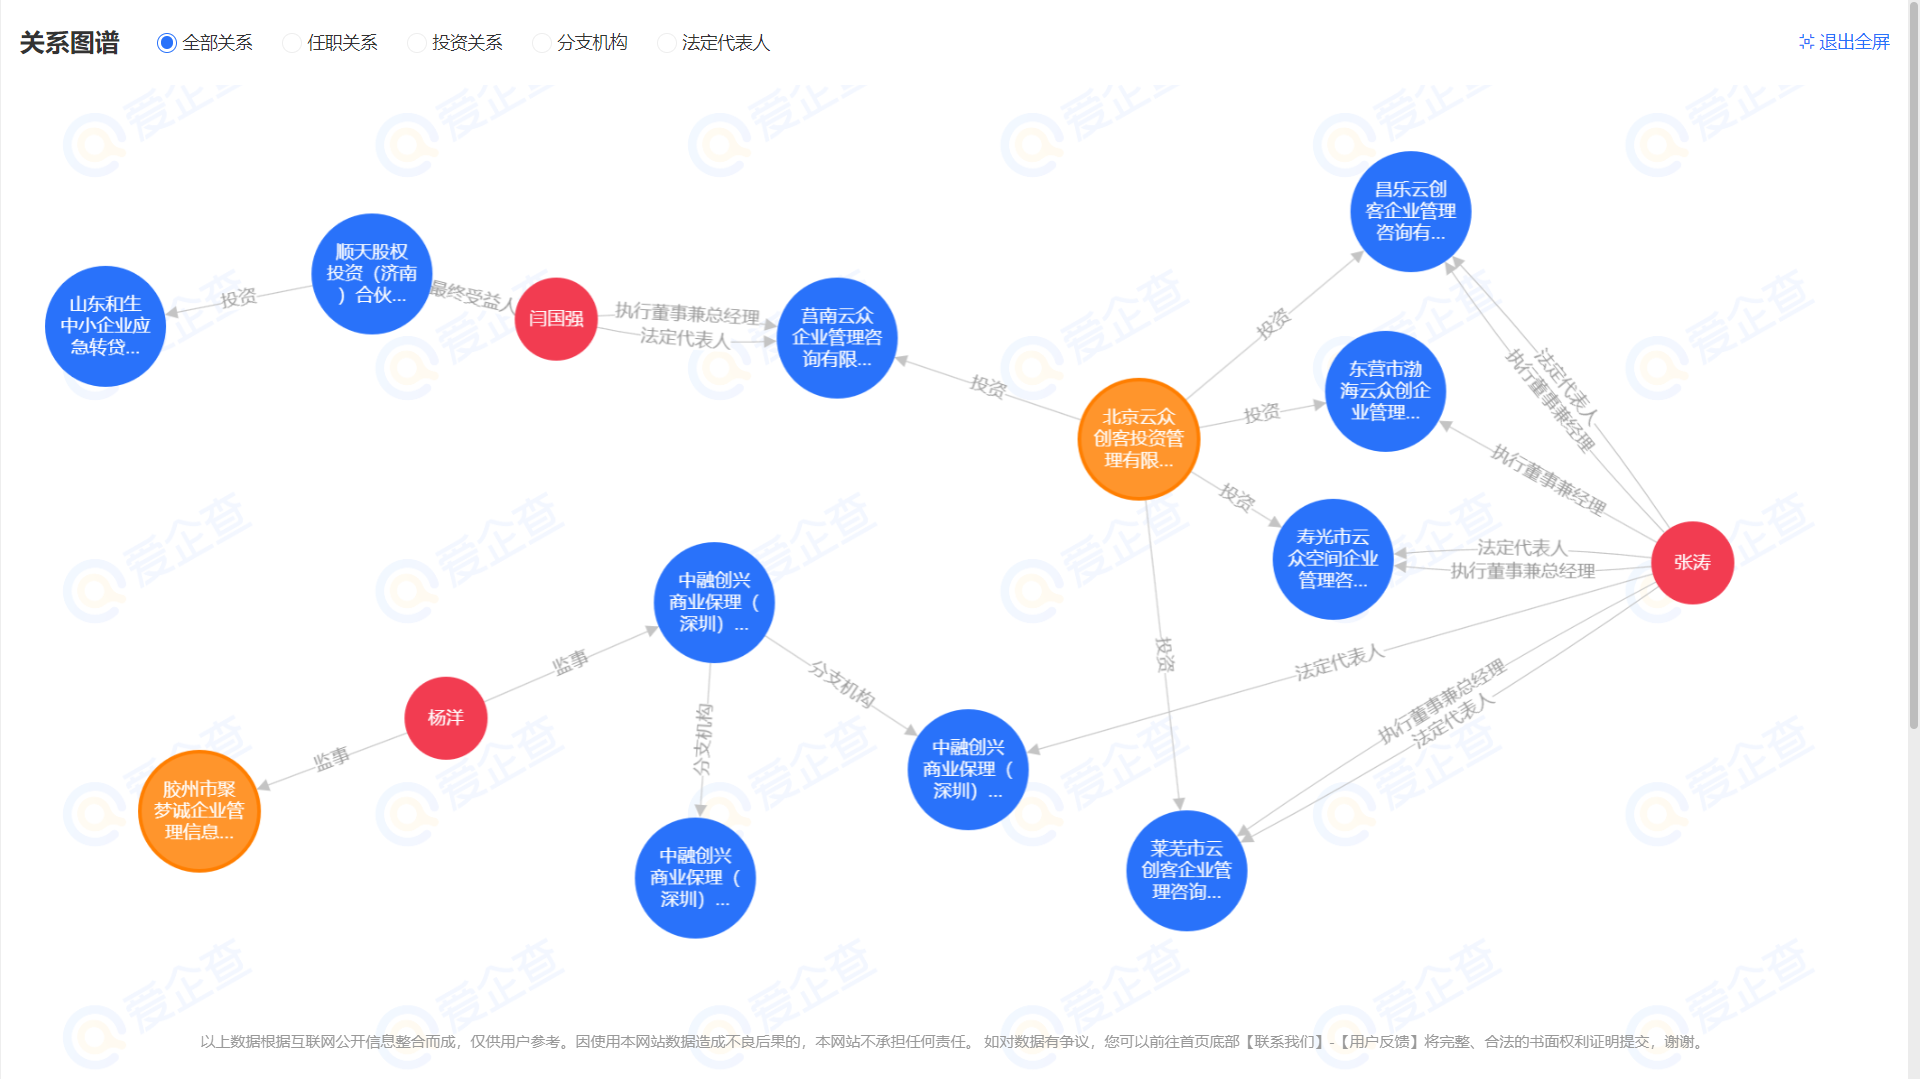 关系图谱
全部关系
任职关系
投资关系
分支机构
法定代表人
退出全屏
爱企查
爱企查
爱企查
爱企查
爱企查
爱企查
昌乐云创
客企业管理
咨询有...
顺天股权
投资（济南
）合伙...
山东和生
中小企业应
急转贷...
投资
最终受益人
闫国强
执行董事兼总经理
法定代表人
莒南云众
企业管理咨
询有限...
投资
北京云众
创客投资管
理有限...
投资
投资
东营市渤
海云众创企
业管理...
法定代表人
执行董事兼经理
执行董事兼经理
投资
寿光市云
众空间企业
管理咨...
法定代表人
执行董事兼总经理
张涛
中融创兴
商业保理（
深圳）...
监事
杨洋
监事
胶州市聚
梦诚企业管
理信息...
分支机构
分支机构
中融创兴
商业保理（
深圳）...
中融创兴
商业保理（
深圳）...
投资
法定代表人
执行董事兼总经理
法定代表人
莱芜市云
创客企业管
理咨询...
以上数据根据互联网公开信息整合而成，仅供用户参考。因使用本网站数据造成不良后果的，本网站不承担任何责任。 如对数据有争议，您可以前往首页底部【联系我们】-【用户反馈】将完整、合法的书面权利证明提交，谢谢。